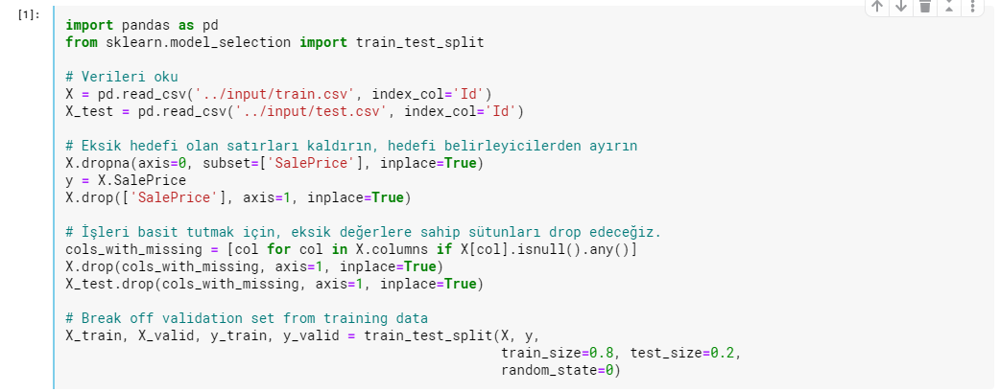 [1]:
import pandas as pd
from sklearn.model_selection import train_test_split
# Verileri oku
X = pd.read_csv('../input/train.csv', index_col='Id')
X_test = pd.read_csv('../input/test.csv', index_col='Id')
# Eksik hedefi olan satırları kaldırın, hedefi belirleyicilerden ayırın
X.dropna(axis=0, subset=['SalePrice'], inplace=True)
y = X.SalePrice
X.drop(['SalePrice'], axis=1, inplace=True)
# İşleri basit tutmak için, eksik değerlere sahip sütunları drop edeceğiz.
cols_with_missing = [col for col in X.columns if X[col].isnull().any()]
X.drop(cols_with_missing, axis=1, inplace=True)
X_test.drop(cols_with_missing, axis=1, inplace=True)
# Break off validation set from training data
X_train, X_valid, y_train, y_valid = train_test_split(X, y,
train_size=0.8, test_size=0.2,
random_state=0)